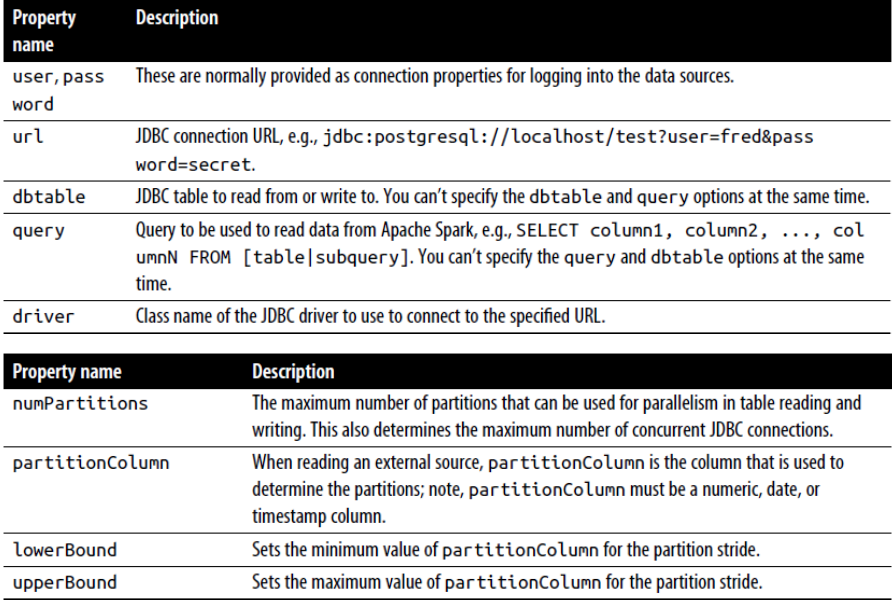 Property Description
name
user, pass These are normally provided as connection properties for logging into the data sources.
word
url JDBC connection URL, e.g., jdbc:postgresql://localhost/test?user=fred&pass
word=secret.
dbtable JDBC table to read from or write to. You can’t specify the dbtable and query options at the same time.
query Query to be used to read data from Apache Spark, e.g., SELECT column1, column2, ..., col
umnN FROM [table|subquery]. You can’t specify the query and dbtable options at the same
time.
driver Class name of the JDBC driver to use to connect to the specified URL.
Property name Description
numPartitions The maximum number of partitions that can be used for parallelism in table reading and
writing. This also determines the maximum number of concurrent JDBC connections.
partitionColumn When reading an external source, partitionColumn is the column that is used to
determine the partitions; note, partitionColumn must be a numeric, date, or
timestamp column.
lowerBound Sets the minimum value of partitionColumn for the partition stride.
upperBound Sets the maximum value of partitionColumn for the partition stride.